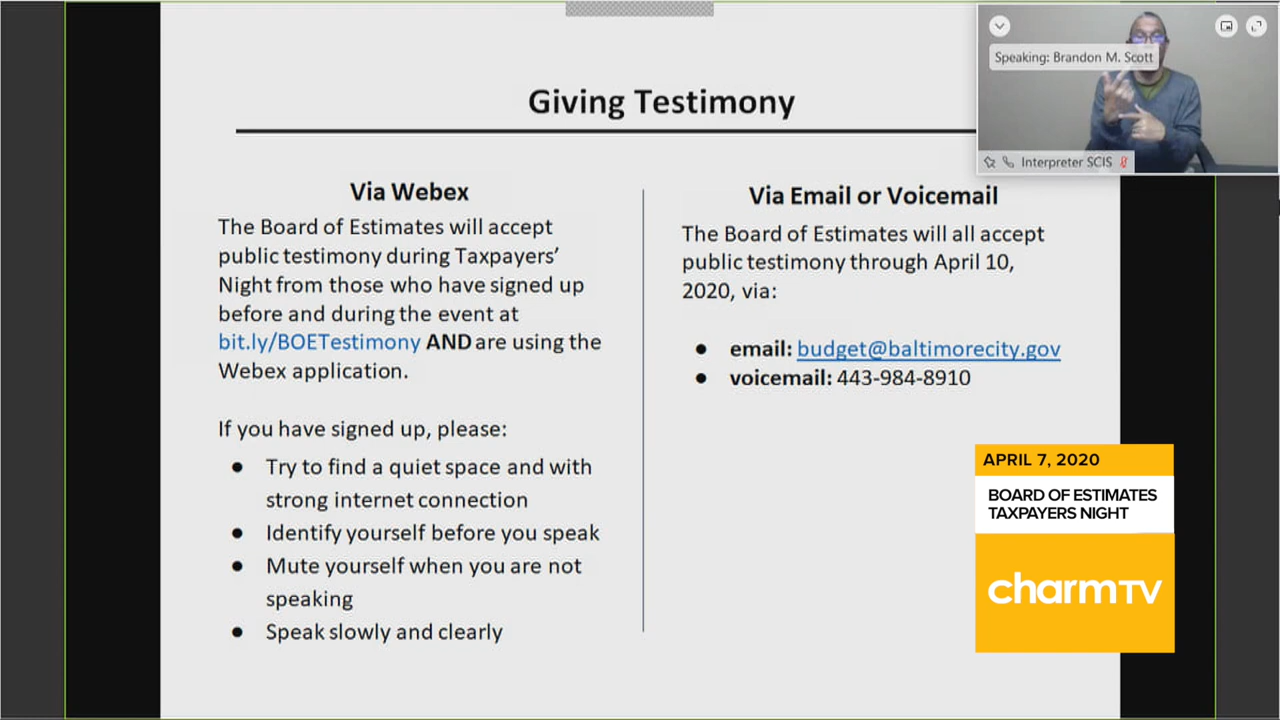 Giving Testimony
Speaking: Brandon M. Scott
Interpreter SCIS
Via Webex
The Board of Estimates will accept
public testimony during Taxpayers'
Night from those who have signed up
before and during the event at
bit.ly/BOETestimony AND are using the
Webex application.
If you have signed up, please:
● Try to find a quiet space and with
strong internet connection
● Identify yourself before you speak
● Mute yourself when you are not
speaking
● Speak slowly and clearly
Via Email or Voicemail
The Board of Estimates will all accept
public testimony through April 10,
2020, via:
● email: budget@baltimorecity.gov
● voicemail: 443-984-8910
APRIL 7, 2020
BOARD OF ESTIMATES
TAXPAYERS NIGHT
charmTV